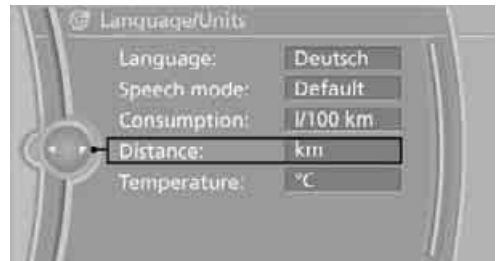 Language/Units
Language: Deutsch
Speech mode: Default
Consumption: l/100 km
Distance: km
Temperature: °C